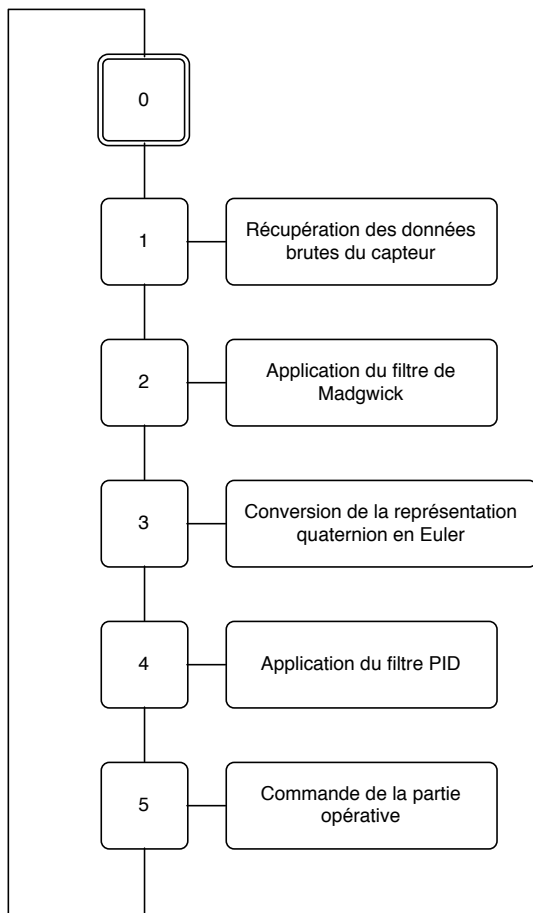 0
1
Récupération des données
brutes du capteur
2
Application du filtre de
Madgwick
3
Conversion de la représentation
quaternion en Euler
4
Application du filtre PID
5
Commande de la partie
opérative